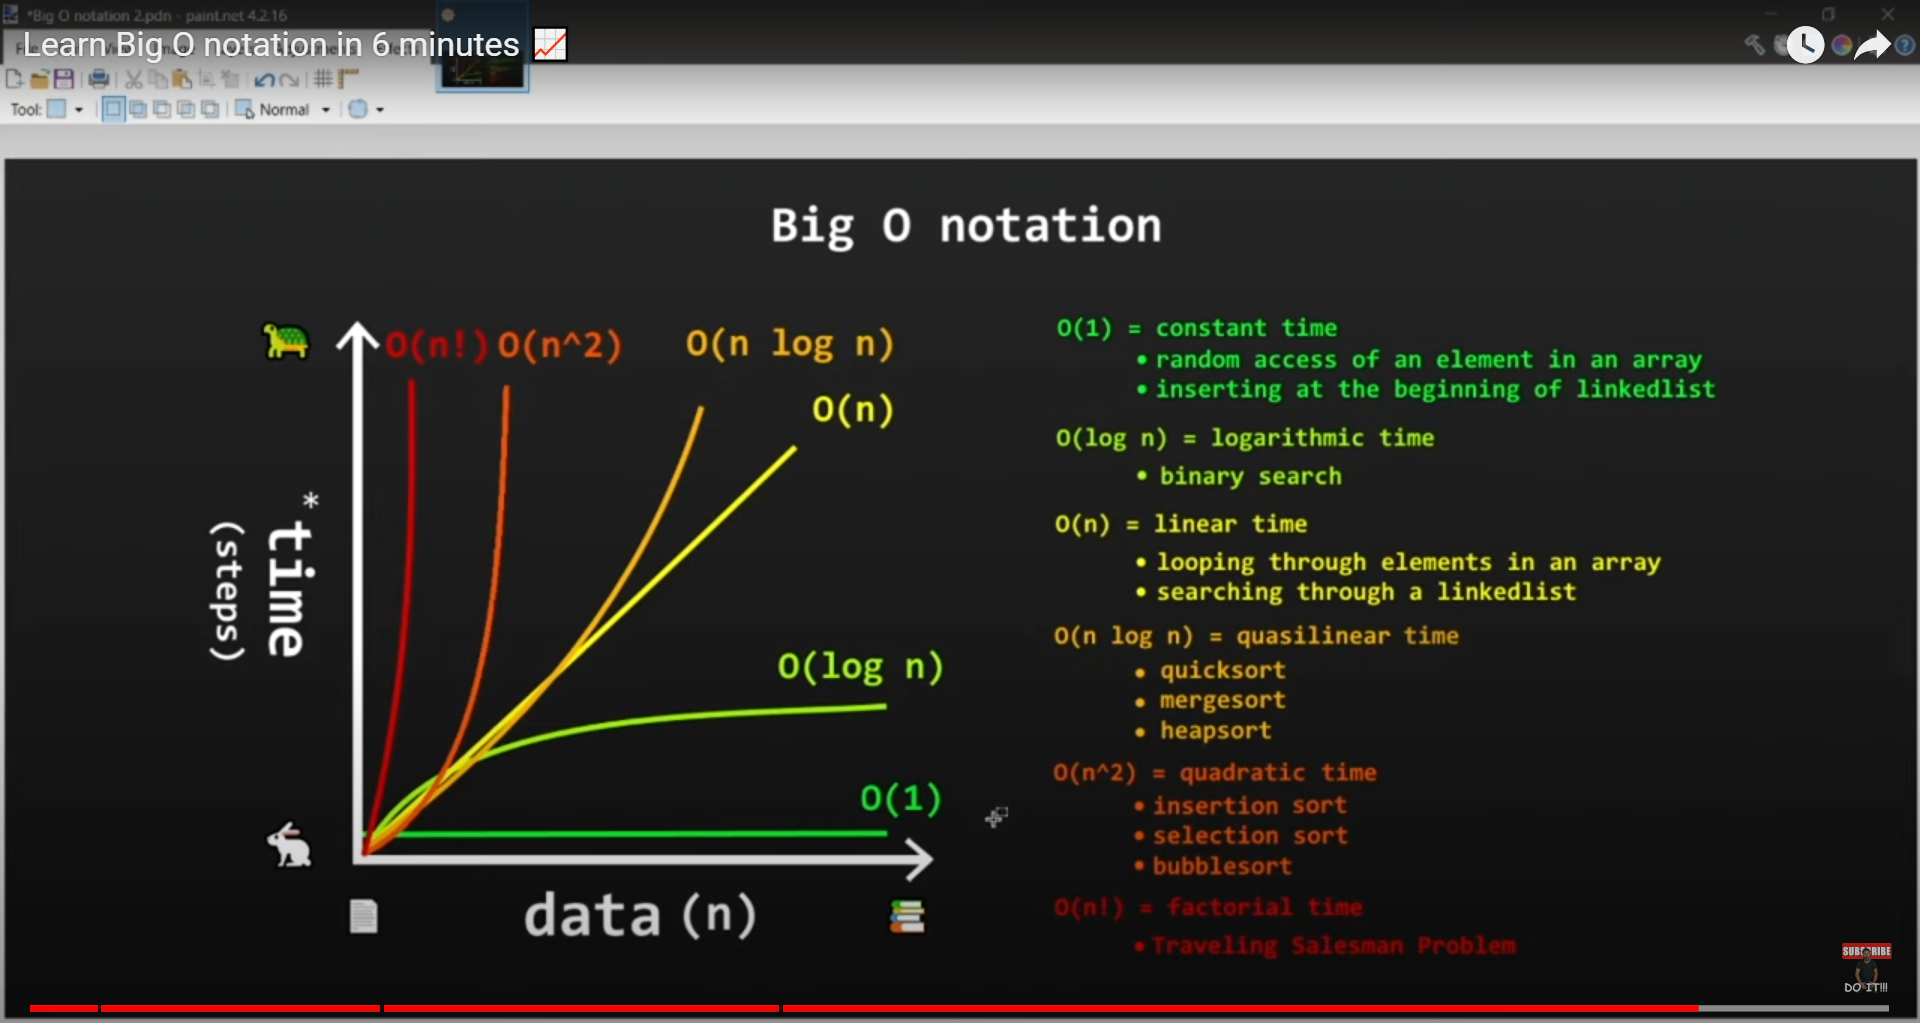 *Big O notation 2.pdn - paint.net 4.2.16
Learn Big O notation in 6 minutes 📈
Tool:
Normal
Big O notation
O(n!)
O(n^2)
O(n log n)
O(n)
O(log n)
O(1)
*
time
(steps)
data (n)
O(1) = constant time
• random access of an element in an array
• inserting at the beginning of linkedlist
O(log n) = logarithmic time
• binary search
O(n) = linear time
• looping through elements in an array
• searching through a linkedlist
O(n log n) = quasilinear time
• quicksort
• mergesort
• heapsort
O(n^2) = quadratic time
• insertion sort
• selection sort
• bubblesort
O(n!) = factorial time
• Traveling Salesman Problem
SUBSCRIBE
DO IT!!!